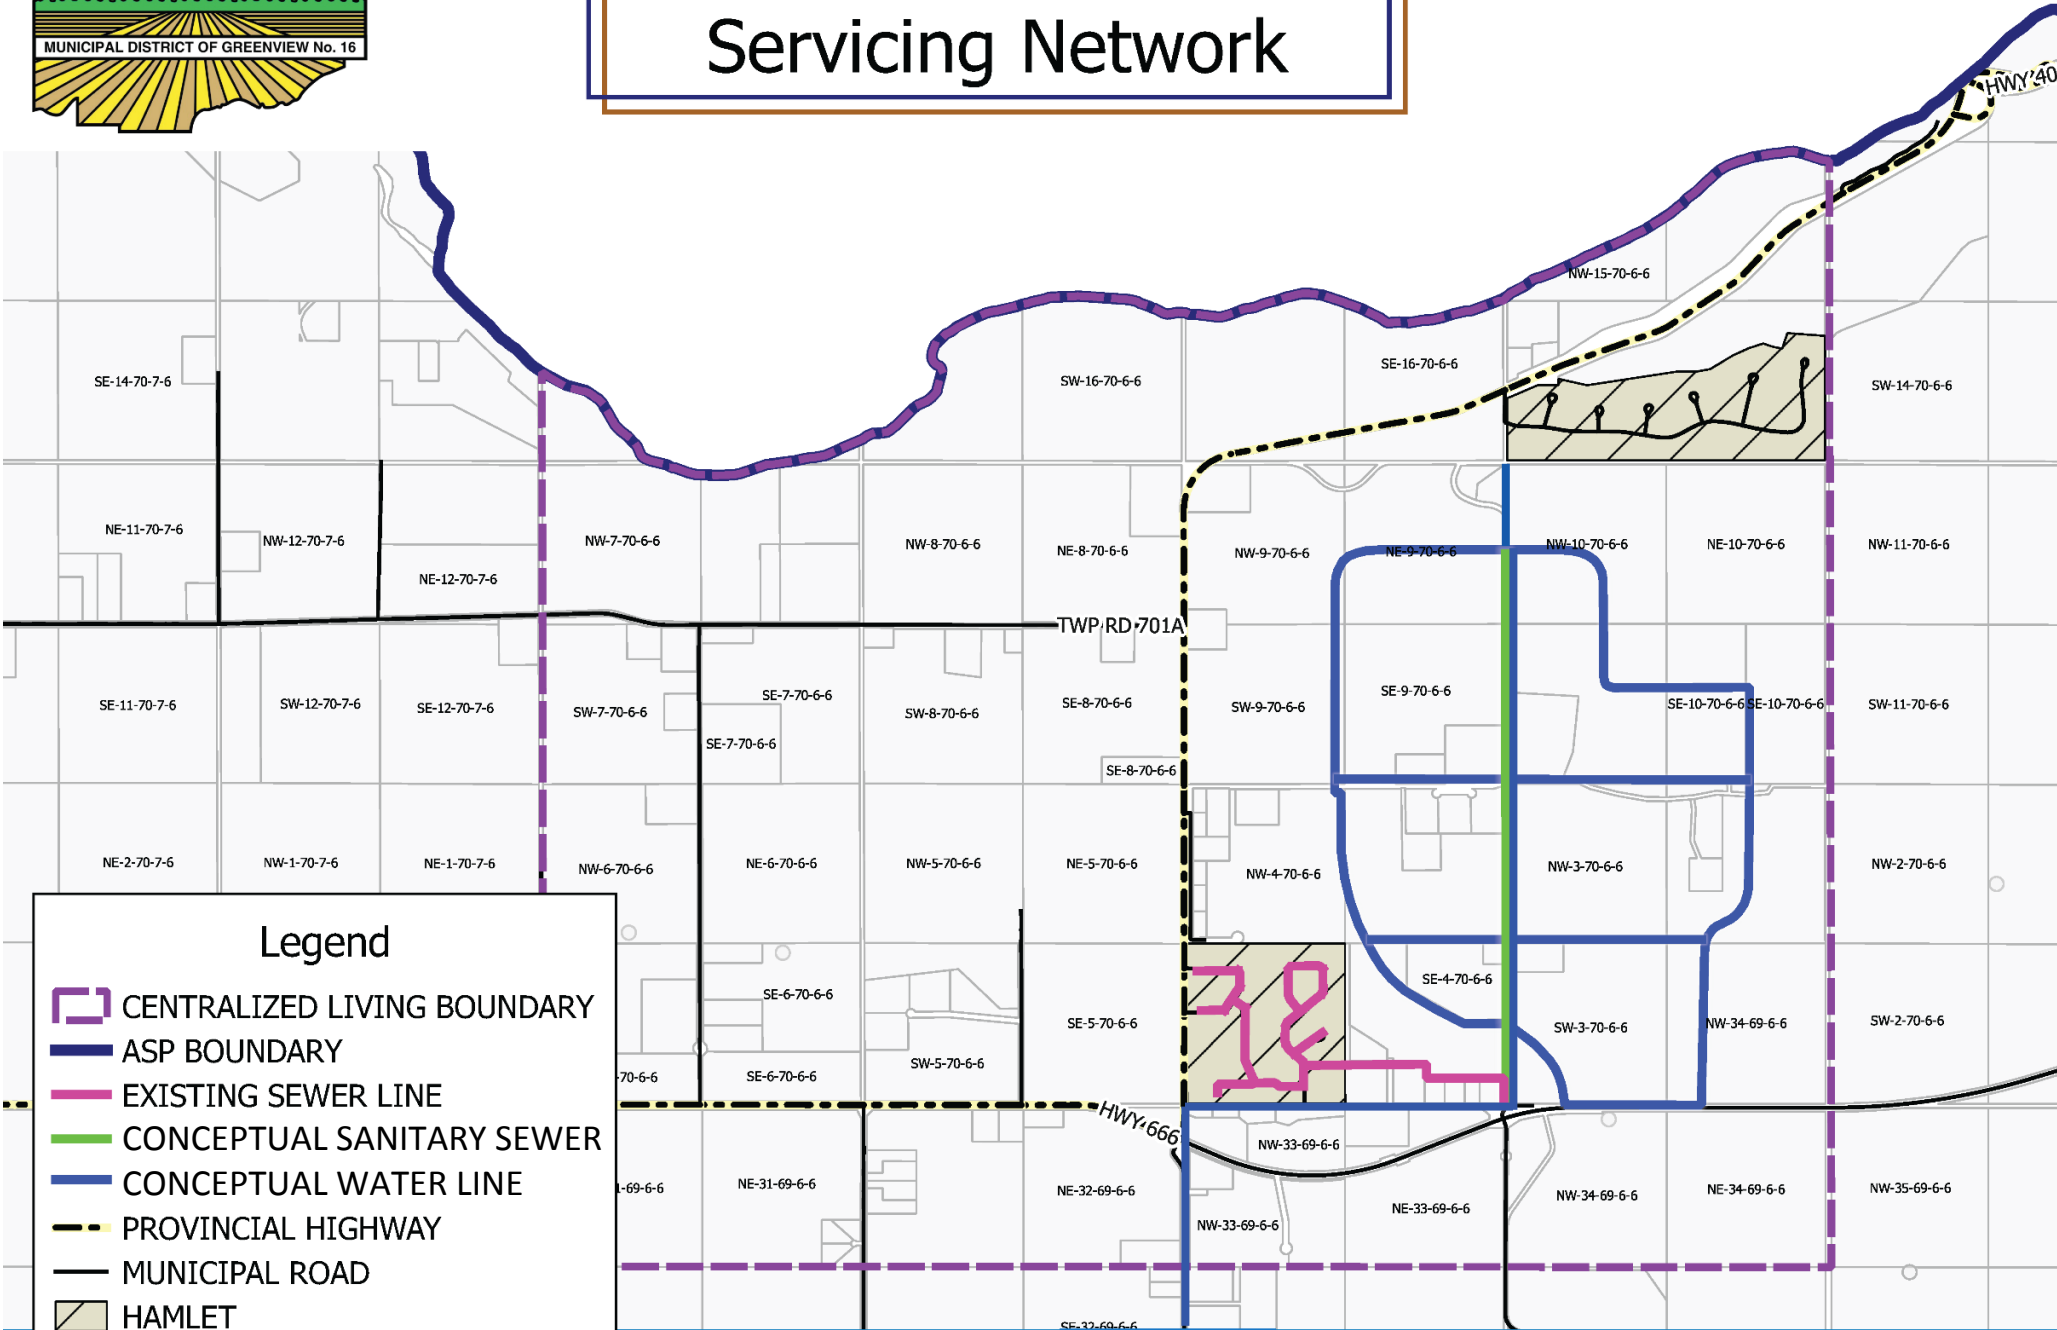 MUNICIPAL DISTRICT OF GREENVIEW No. 16
Servicing Network
HWY 40
NW-15-70-6-6
SE-14-70-7-6
SW-16-70-6-6
SE-16-70-6-6
SW-14-70-6-6
NE-11-70-7-6
NW-12-70-7-6
NE-12-70-7-6
NW-7-70-6-6
NW-8-70-6-6
NE-8-70-6-6
NW-9-70-6-6
NE-9-70-6-6
NW-10-70-6-6
NE-10-70-6-6
NW-11-70-6-6
TWP RD 701A
SE-11-70-7-6
SW-12-70-7-6
SE-12-70-7-6
SW-7-70-6-6
SE-7-70-6-6
SE-7-70-6-6
SW-8-70-6-6
SE-8-70-6-6
SE-8-70-6-6
SW-9-70-6-6
SE-9-70-6-6
SE-10-70-6-6
SE-10-70-6-6
SW-11-70-6-6
NE-2-70-7-6
NW-1-70-7-6
NE-1-70-7-6
NW-6-70-6-6
NE-6-70-6-6
NW-5-70-6-6
NE-5-70-6-6
NW-4-70-6-6
NW-3-70-6-6
NW-2-70-6-6
SE-6-70-6-6
SE-4-70-6-6
SE-5-70-6-6
SW-3-70-6-6
NW-34-69-6-6
SW-2-70-6-6
-70-6-6
SE-6-70-6-6
SW-5-70-6-6
HWY 666
NW-33-69-6-6
-69-6-6
NE-31-69-6-6
NE-32-69-6-6
NW-33-69-6-6
NE-33-69-6-6
NW-34-69-6-6
NE-34-69-6-6
NW-35-69-6-6
SE-32-69-6-6
Legend
CENTRALIZED LIVING BOUNDARY
ASP BOUNDARY
EXISTING SEWER LINE
CONCEPTUAL SANITARY SEWER
CONCEPTUAL WATER LINE
PROVINCIAL HIGHWAY
MUNICIPAL ROAD
HAMLET